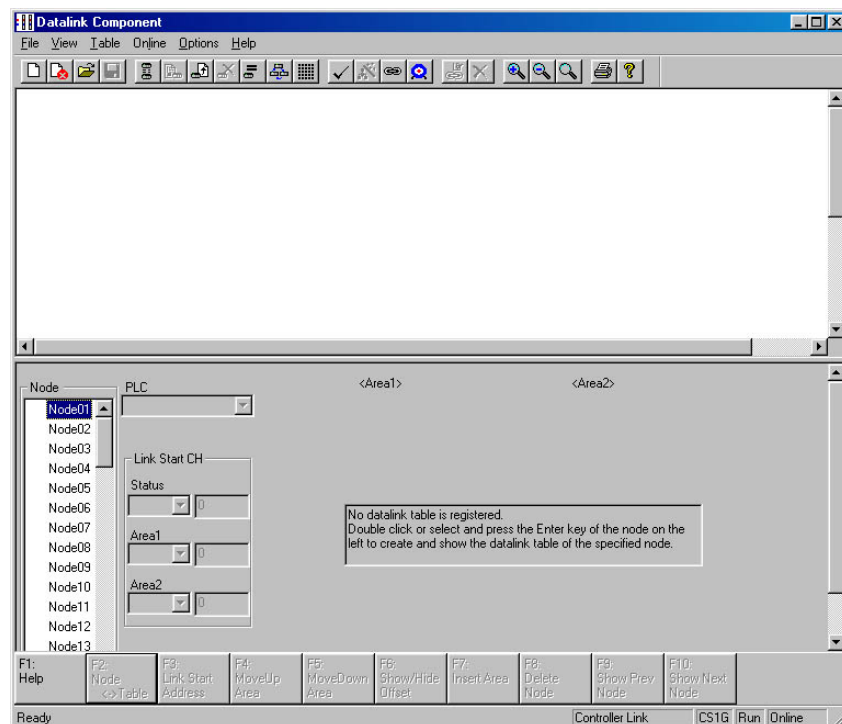 Datalink Component
File View Table Online Options Help
<Area1> <Area2>
Node
Node01
Node02
Node03
Node04
Node05
Node06
Node07
Node08
Node09
Node10
Node11
Node12
Node13
PLC
Link Start CH
Status
0
Area1
0
Area2
0
No datalink table is registered.
Double click or select and press the Enter key of the node on the
left to create and show the datalink table of the specified node.
F1:
Help
F2:
Node
<->Table
F3:
Link Start
Address
F4:
MoveUp
Area
F5:
MoveDown
Area
F6:
Show/Hide
Offset
F7:
Insert Area
F8:
Delete
Node
F9:
Show Prev
Node
F10:
Show Next
Node
Ready Controller Link CS1G Run Online